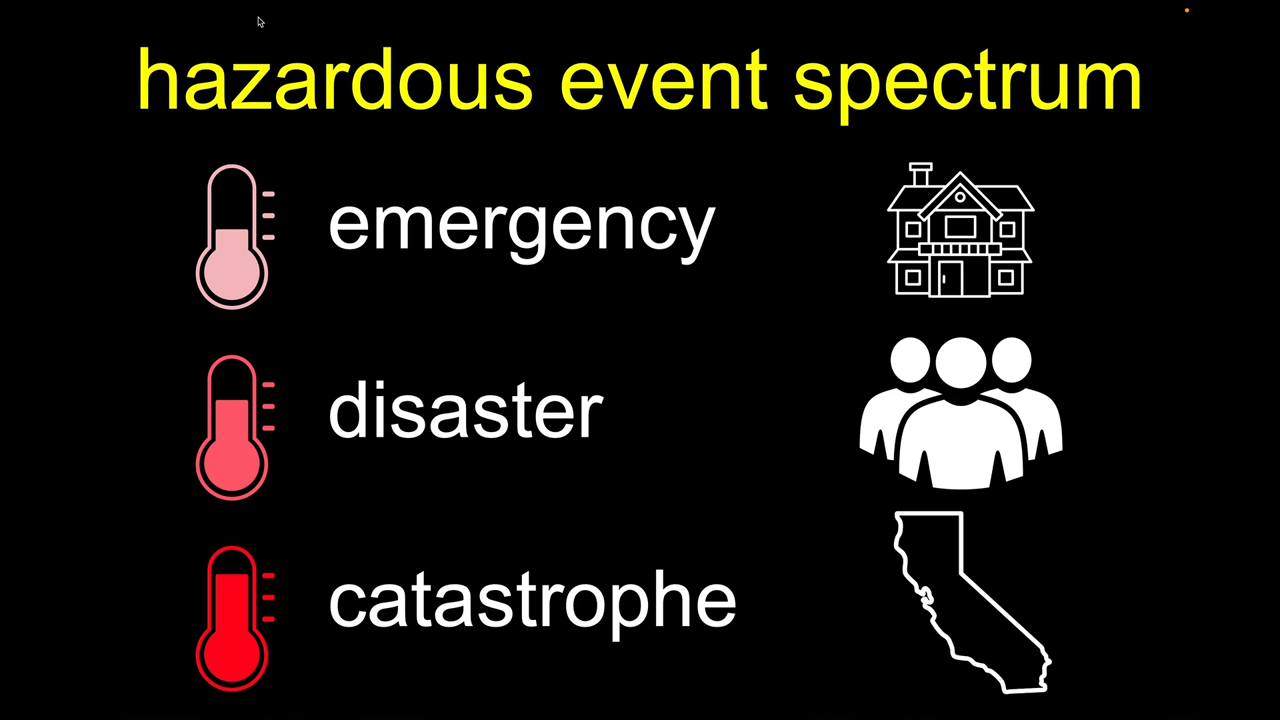 hazardous event spectrum
emergency
disaster
catastrophe